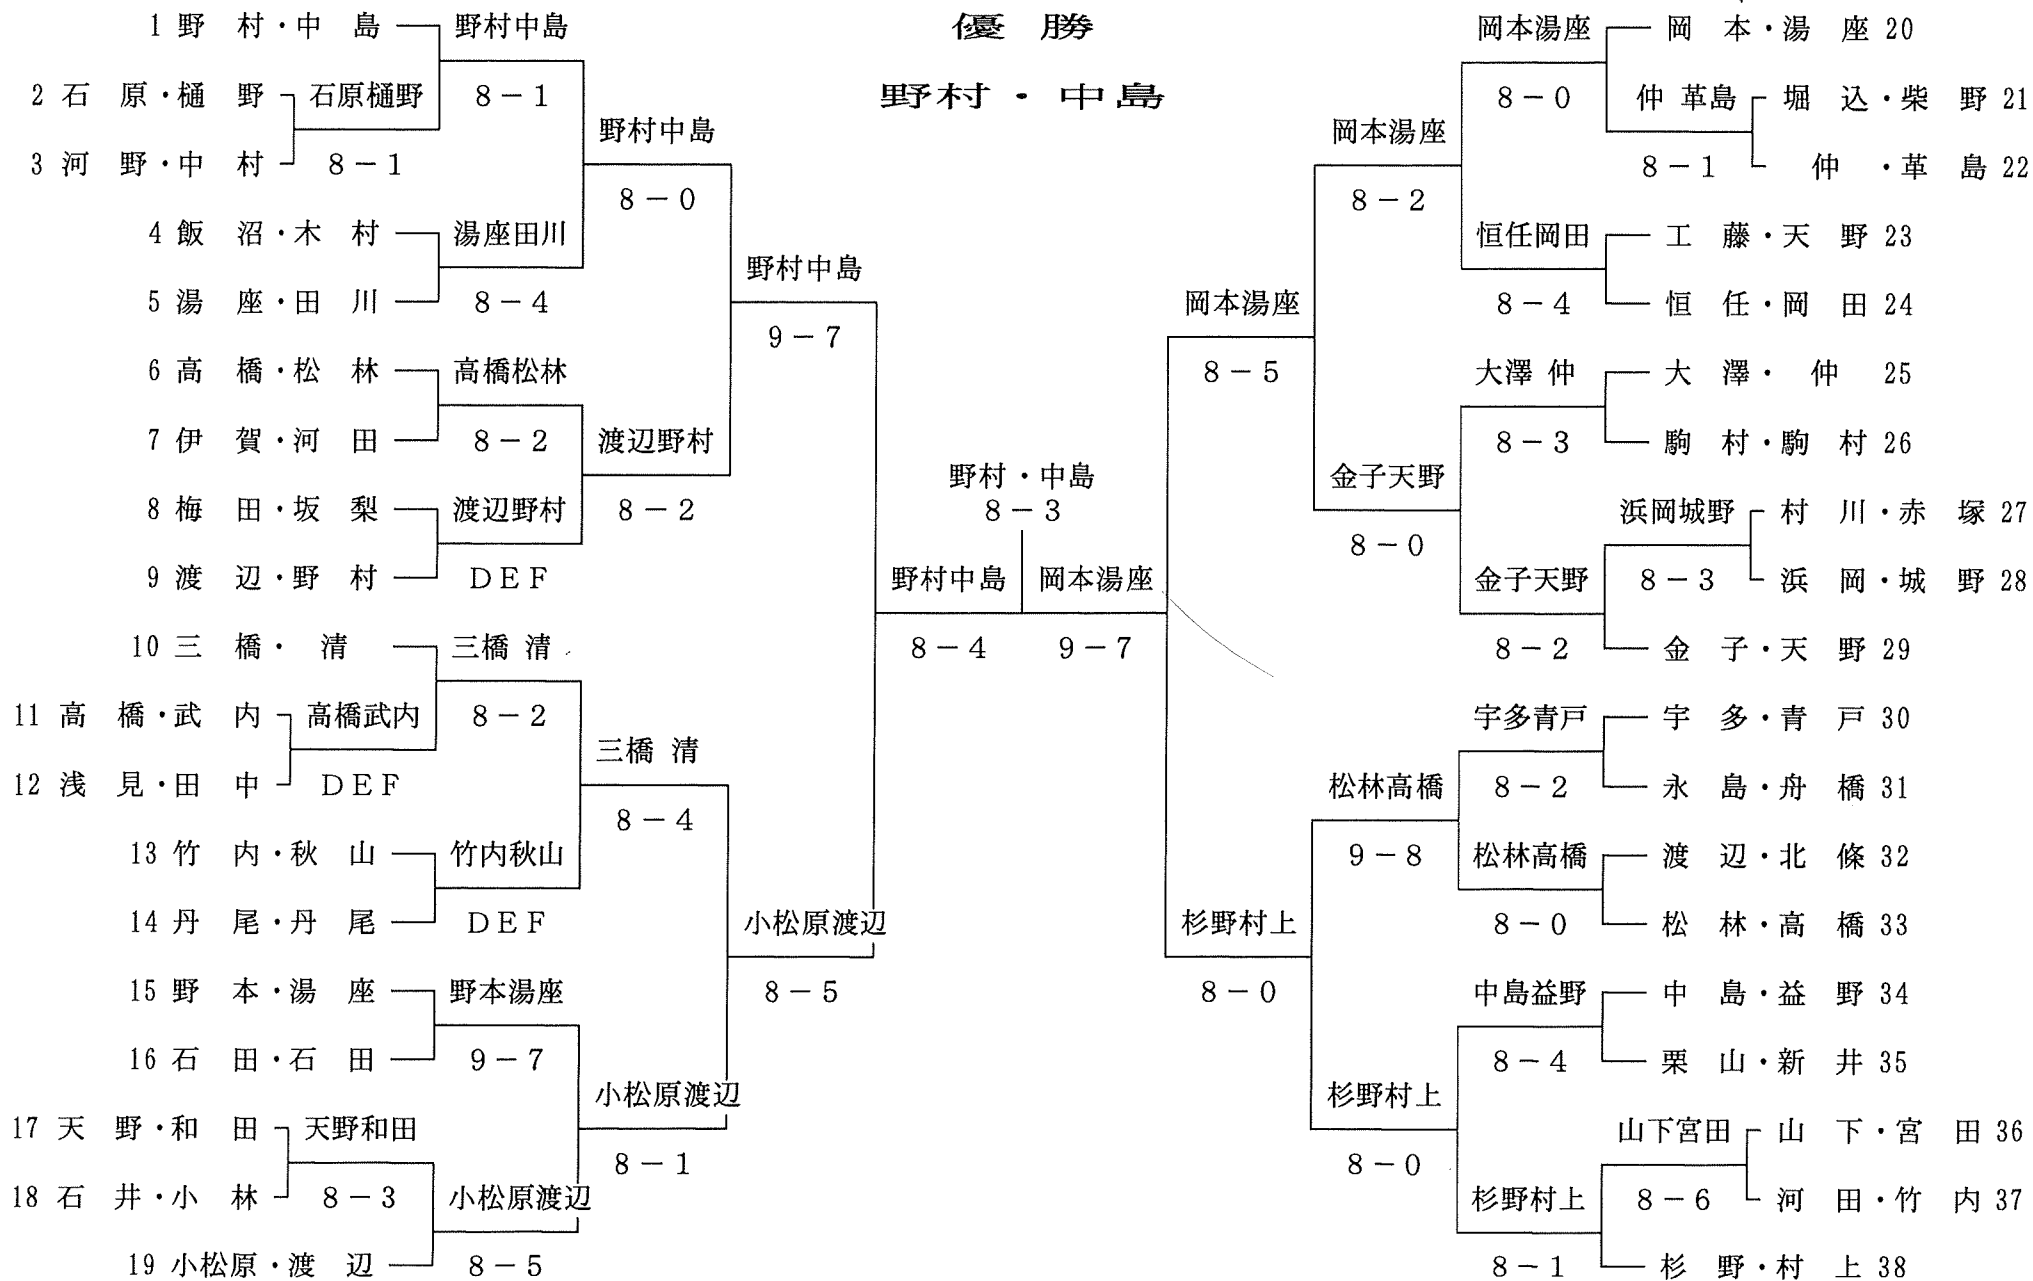 優 勝
野村・中島
1 野 村・中 島 野村中島
2 石 原・樋 野 石原樋野 8－1
野村中島
3 河 野・中 村 8－1
8－0
4 飯 沼・木 村 湯座田川
野村中島
5 湯 座・田 川 8－4
9－7
6 高 橋・松 林 高橋松林
7 伊 賀・河 田 8－2 渡辺野村
8 梅 田・坂 梨 渡辺野村 8－2
9 渡 辺・野 村 DEF
10 三 橋・ 清 三橋 清
11 高 橋・武 内 高橋武内 8－2
三橋 清
12 浅 見・田 中 DEF
8－4
13 竹 内・秋 山 竹内秋山
14 丹 尾・丹 尾 DEF 小松原渡辺
15 野 本・湯 座 野本湯座 8－5
16 石 田・石 田 9－7
小松原渡辺
17 天 野・和 田 天野和田
8－1
18 石 井・小 林 8－3 小松原渡辺
19 小松原・渡 辺 8－5
野村・中島
8－3
野村中島 岡本湯座
8－4 9－7
岡本湯座 岡 本・湯 座 20
8－0 仲 革島 堀 込・柴 野 21
岡本湯座
8－1 仲 ・革 島 22
8－2
恒任岡田 工 藤・天 野 23
岡本湯座 8－4 恒 任・岡 田 24
8－5 大澤 仲 大 澤・ 仲 25
8－3 駒 村・駒 村 26
金子天野
浜岡城野 村 川・赤 塚 27
8－0
金子天野 8－3 浜 岡・城 野 28
8－2 金 子・天 野 29
宇多青戸 宇 多・青 戸 30
松林高橋 8－2 永 島・舟 橋 31
9－8 松林高橋 渡 辺・北 條 32
杉野村上 8－0 松 林・高 橋 33
8－0 中島益野 中 島・益 野 34
8－4 栗 山・新 井 35
杉野村上
山下宮田 山 下・宮 田 36
8－0
杉野村上 8－6 河 田・竹 内 37
8－1 杉 野・村 上 38